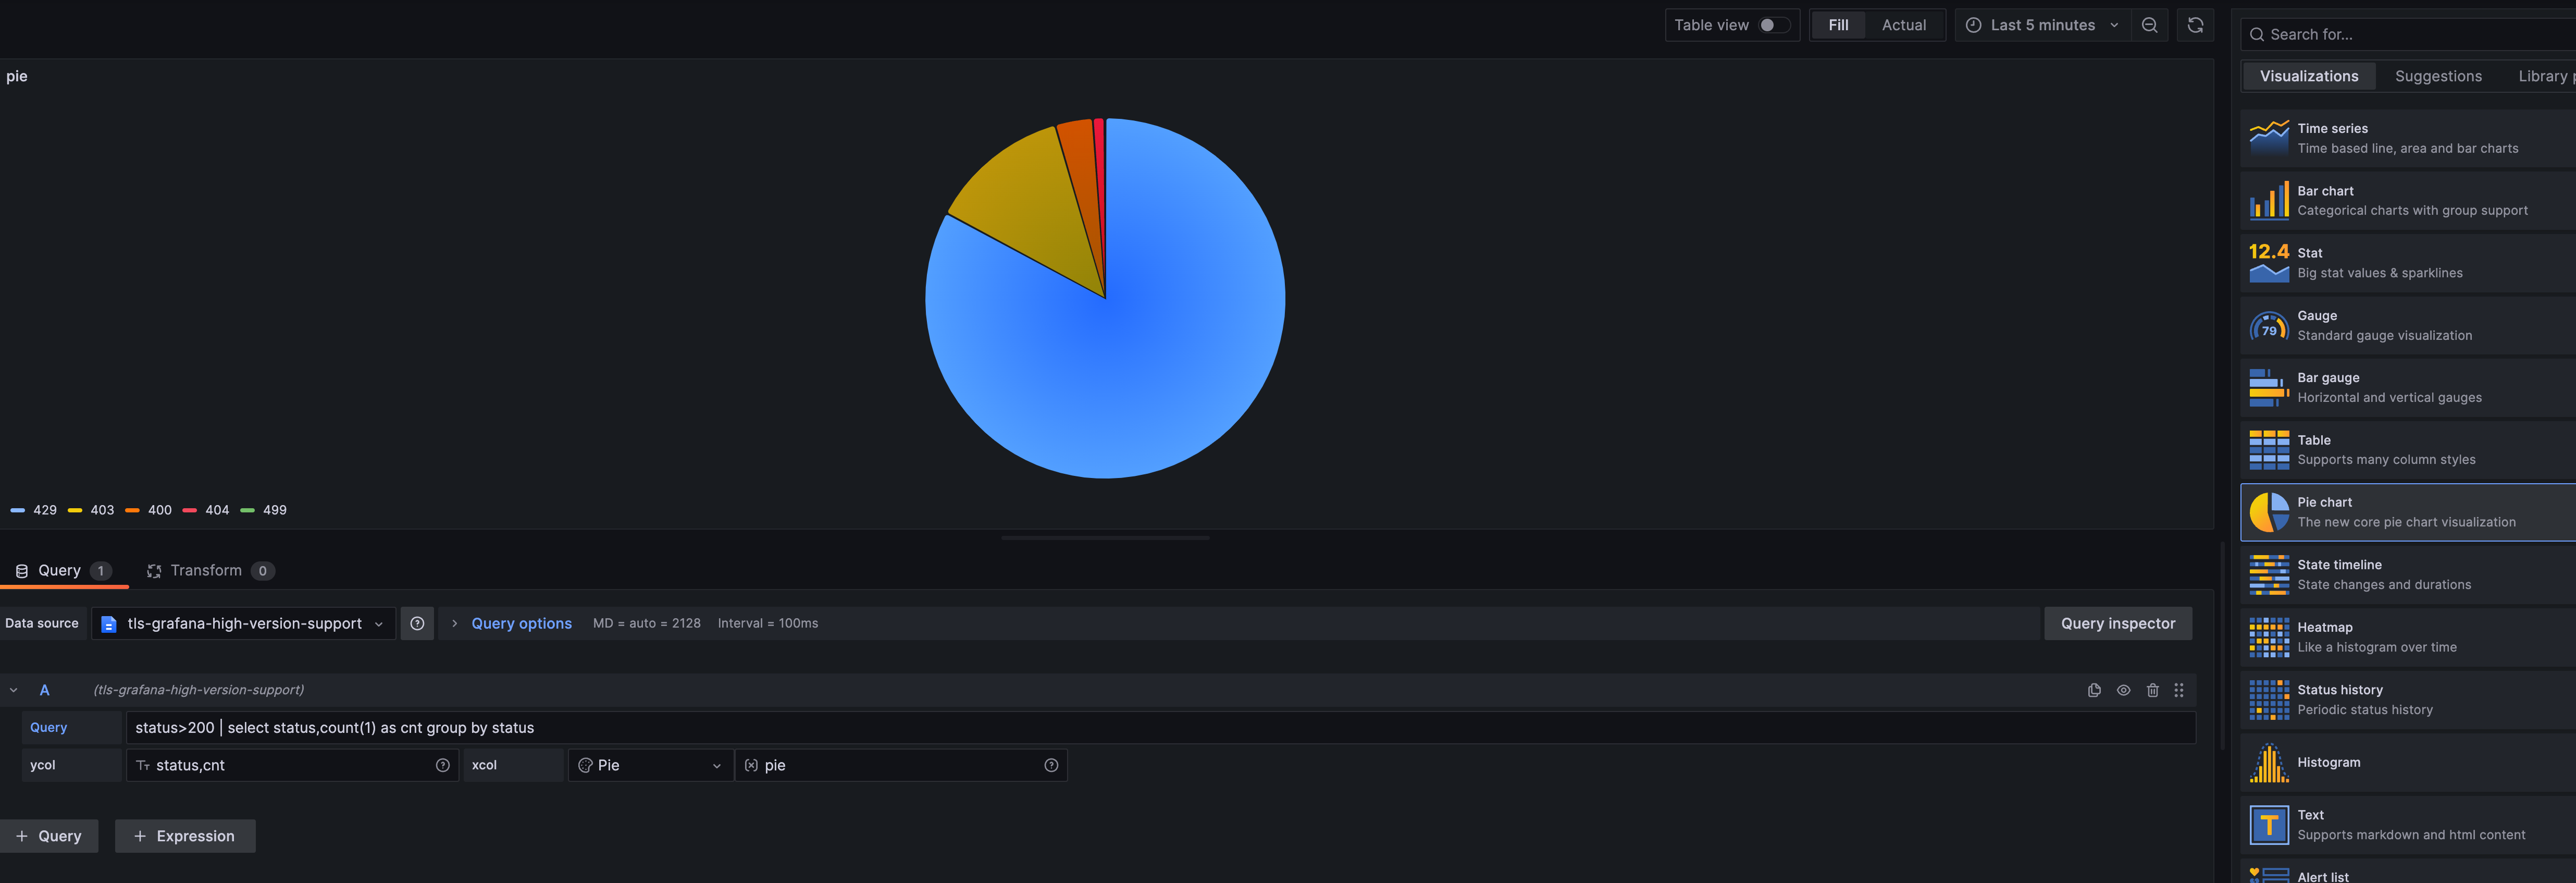 Table view
Fill Actual
Last 5 minutes
Search for...
pie
Visualizations Suggestions Library
Time series
Time based line, area and bar charts
Bar chart
Categorical charts with group support
12.4
Stat
Big stat values & sparklines
79
Gauge
Standard gauge visualization
Bar gauge
Horizontal and vertical gauges
Table
Supports many column styles
Pie chart
The new core pie chart visualization
State timeline
State changes and durations
Heatmap
Like a histogram over time
Status history
Periodic status history
Histogram
T
Text
Supports markdown and html content
Alert list
429 403 400 404 499
Query 1 Transform 0
Data source tls-grafana-high-version-support Query options MD = auto = 2128 Interval = 100ms Query inspector
A (tls-grafana-high-version-support)
Query status>200 | select status,count(1) as cnt group by status
ycol status,cnt xcol Pie pie
+ Query + Expression